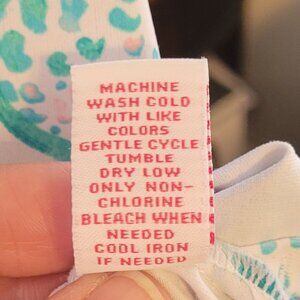 MACHINE
WASH COLD
WITH LIKE
COLORS
GENTLE CYCLE
TUMBLE
DRY LOW
ONLY NON-
CHLORINE
BLEACH WHEN
NEEDED
COOL IRON
IF NEEDED